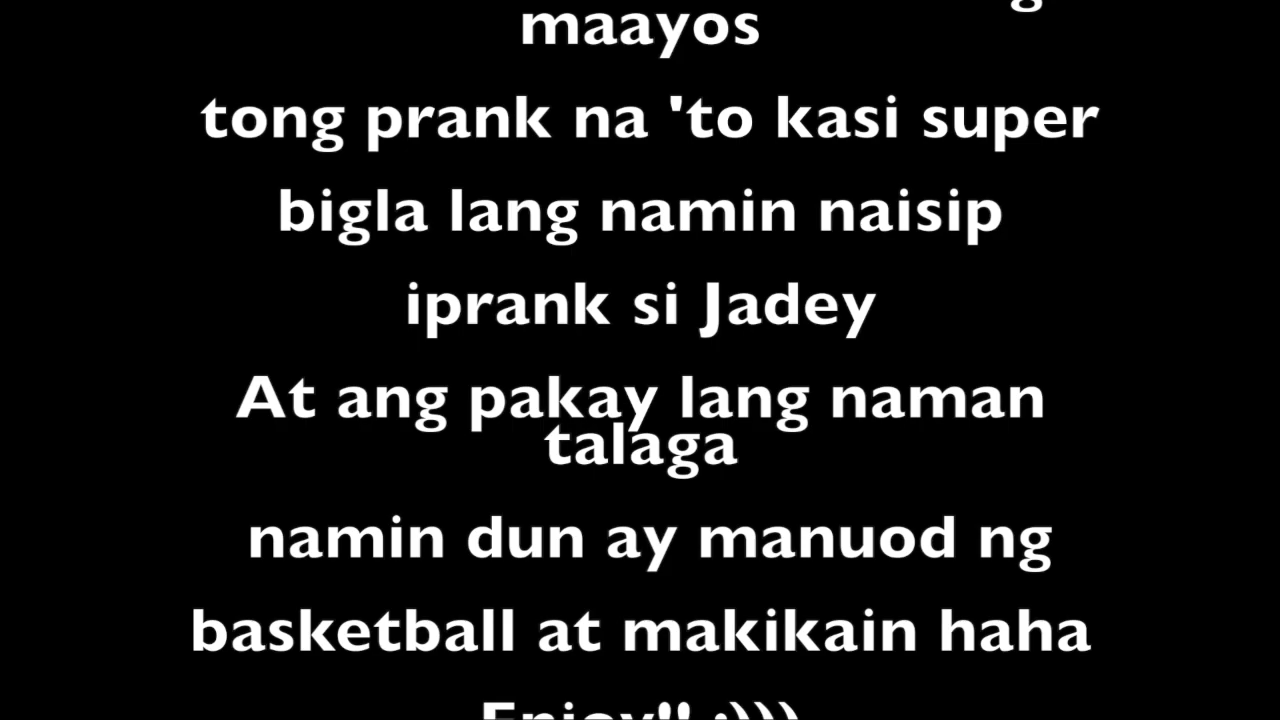 maayos
tong prank na 'to kasi super
bigla lang namin naisip
iprank si Jadey
At ang pakay lang naman
talaga
namin dun ay manuod ng
basketball at makikain haha
Enjoy!! :))))